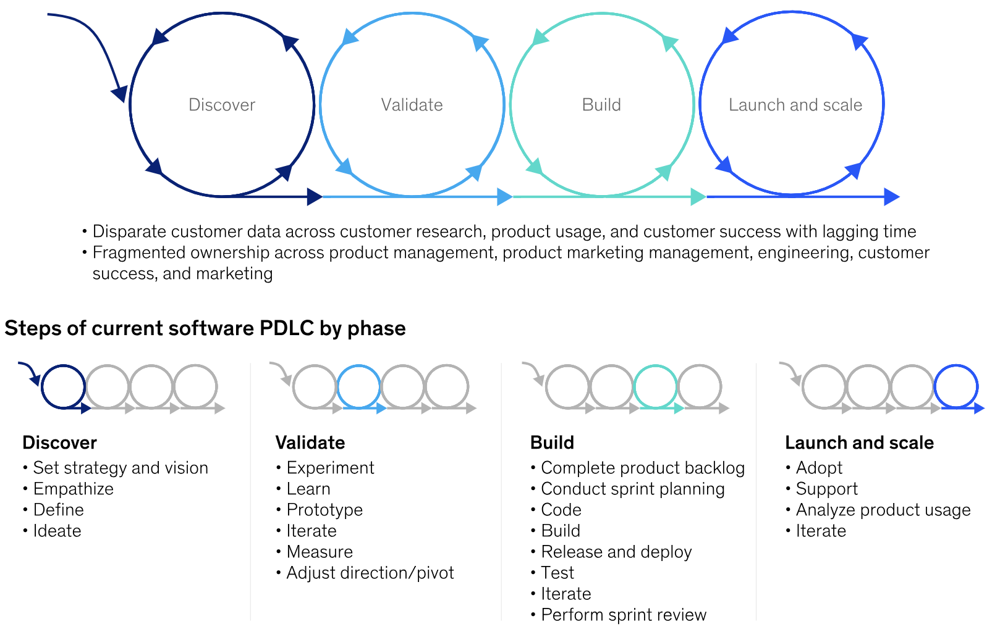 Discover
Validate
Build
Launch and scale
• Disparate customer data across customer research, product usage, and customer success with lagging time
• Fragmented ownership across product management, product marketing management, engineering, customer
success, and marketing
Steps of current software PDLC by phase
Discover
• Set strategy and vision
• Empathize
• Define
• Ideate
Validate
• Experiment
• Learn
• Prototype
• Iterate
• Measure
• Adjust direction/pivot
Build
• Complete product backlog
• Conduct sprint planning
• Code
• Build
• Release and deploy
• Test
• Iterate
• Perform sprint review
Launch and scale
• Adopt
• Support
• Analyze product usage
• Iterate